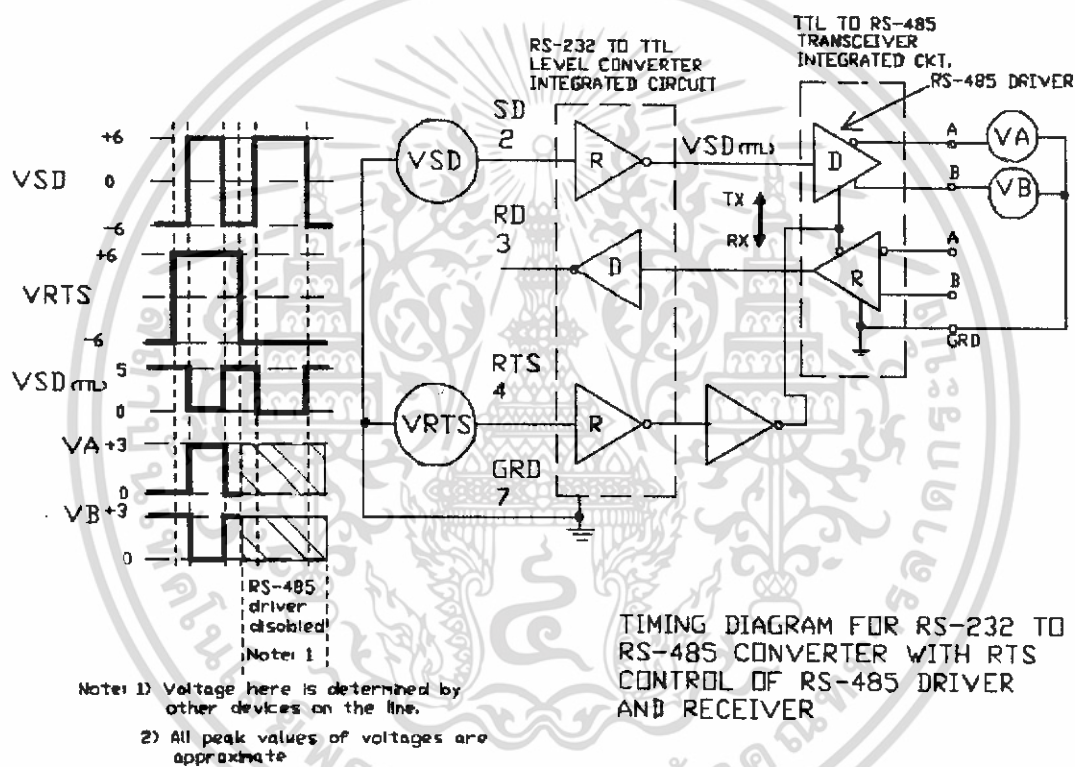 TTL TO RS-485
TRANSCEIVER
INTEGRATED CKT.
RS-485 DRIVER
RS-232 TO TTL
LEVEL CONVERTER
INTEGRATED CIRCUIT
SD
2
VSD
VSD(TTL)
R
D
A
VA
B
VB
TX
RX
RD
3
D
R
A
B
GRD
RTS
4
VRTS
R
GRD
7
+6
VSD 0
-6
+6
VRTS
-6
VSD(TTL) 5
0
VA +3
0
VB +3
0
RS-485
driver
disabled
Note: 1
Note: 1) Voltage here is determined by
other devices on the line.
2) All peak values of voltages are
approximate
TIMING DIAGRAM FOR RS-232 TO
RS-485 CONVERTER WITH RTS
CONTROL OF RS-485 DRIVER
AND RECEIVER